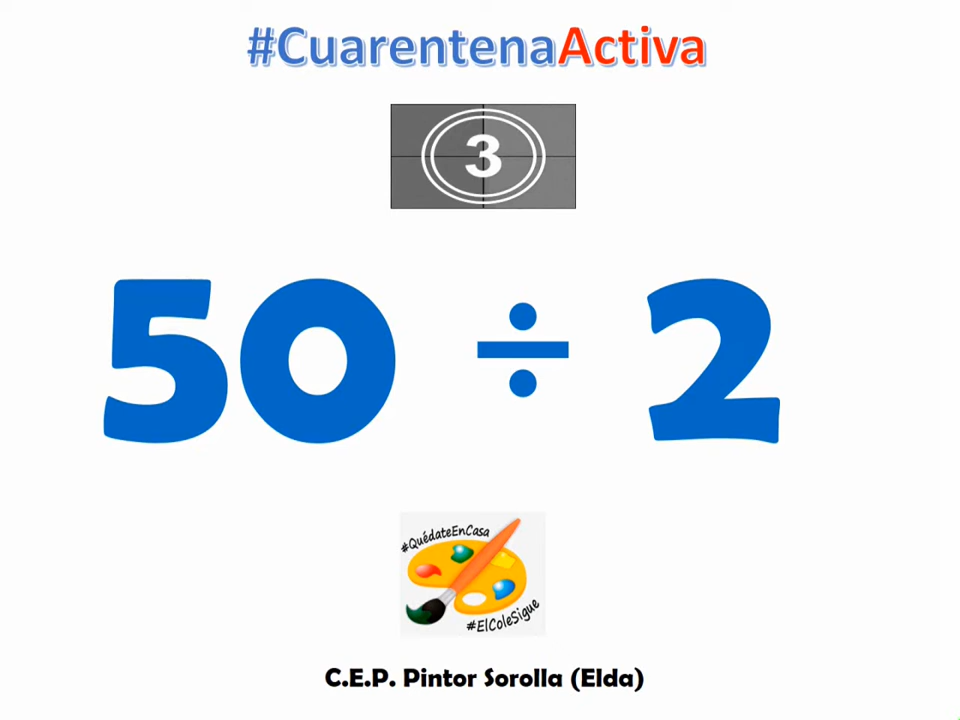 #CuarentenaActiva
3
50 ÷ 2
#QuédateEnCasa
#ElColeSigue
C.E.P. Pintor Sorolla (Elda)